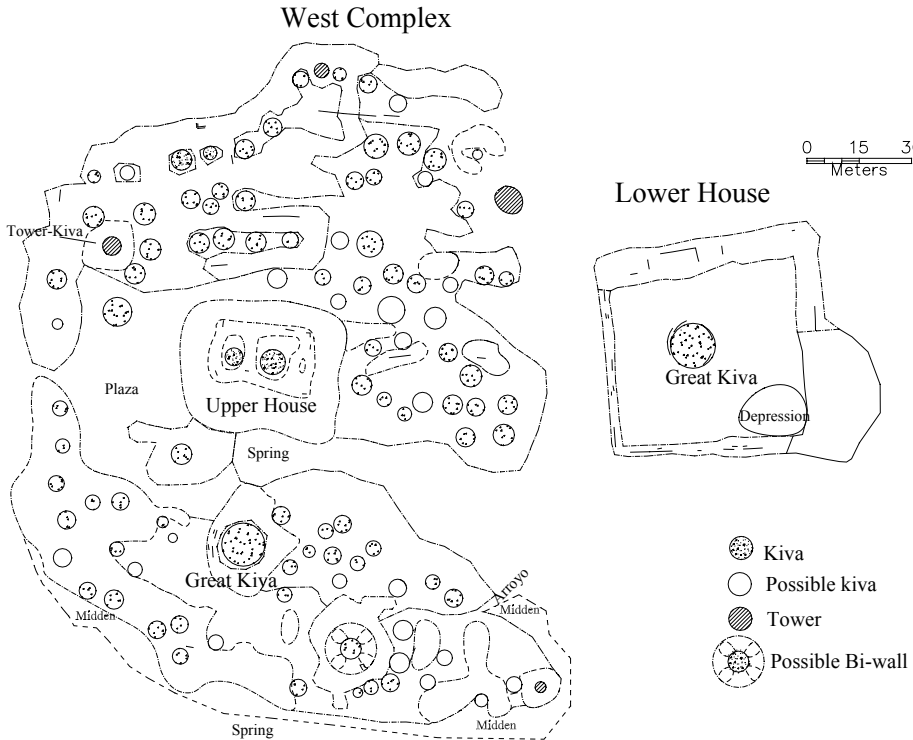 West Complex
0 15 30
Meters
Lower House
Tower-Kiva
Great Kiva
Plaza
Upper House
Depression
Spring
Great Kiva
Arroyo
Midden
Midden
Midden
Spring
Kiva
Possible kiva
Tower
Possible Bi-wall